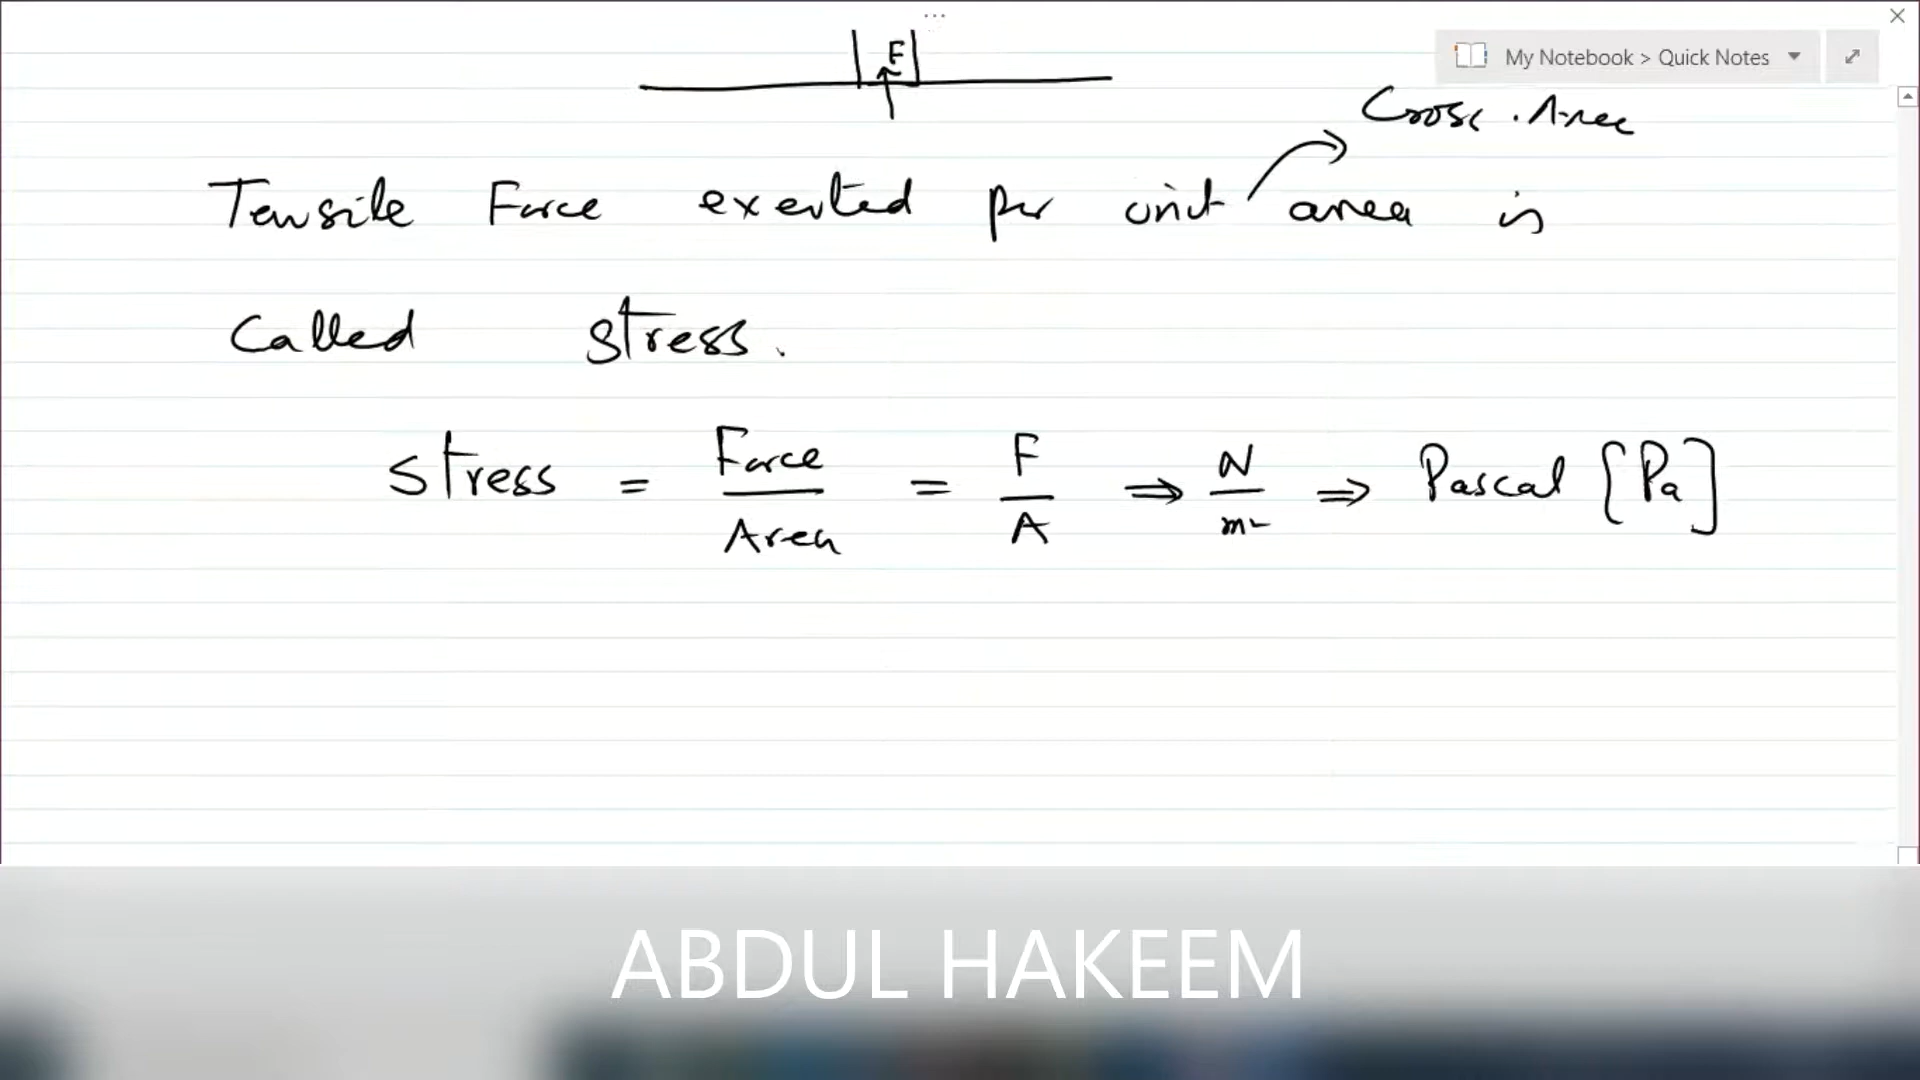 F
My Notebook > Quick Notes
Cross. Area
Tensile Force exerted per unit area is
Called stress.
Stress = Force/Area = F/A ⇒ N/m² ⇒ Pascal [Pa]
ABDUL HAKEEM